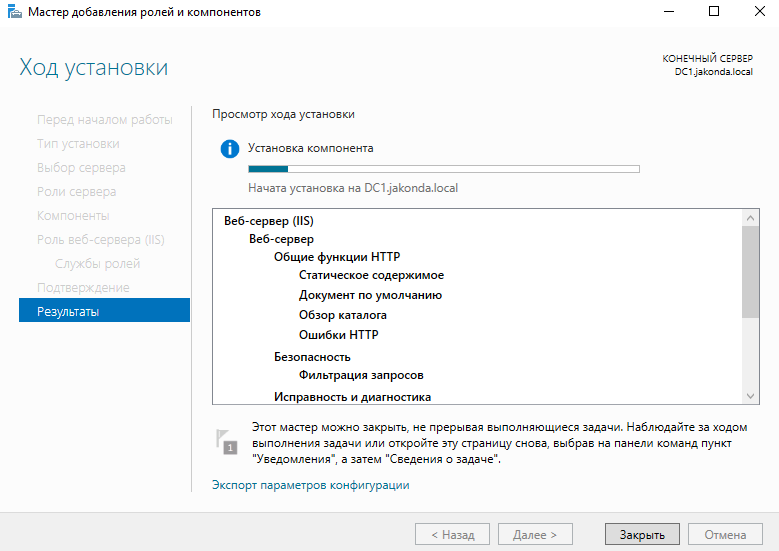 Мастер добавления ролей и компонентов
Ход установки
КОНЕЧНЫЙ СЕРВЕР
DC1.jakonda.local
Перед началом работы
Тип установки
Выбор сервера
Роли сервера
Компоненты
Роль веб-сервера (IIS)
Службы ролей
Подтверждение
Результаты
Просмотр хода установки
Установка компонента
Начата установка на DC1.jakonda.local
Веб-сервер (IIS)
Веб-сервер
Общие функции HTTP
Статическое содержимое
Документ по умолчанию
Обзор каталога
Ошибки HTTP
Безопасность
Фильтрация запросов
Исправность и диагностика
1
Этот мастер можно закрыть, не прерывая выполняющиеся задачи. Наблюдайте за ходом
выполнения задачи или откройте эту страницу снова, выбрав на панели команд пункт
"Уведомления", а затем "Сведения о задаче".
Экспорт параметров конфигурации
< Назад
Далее >
Закрыть
Отмена